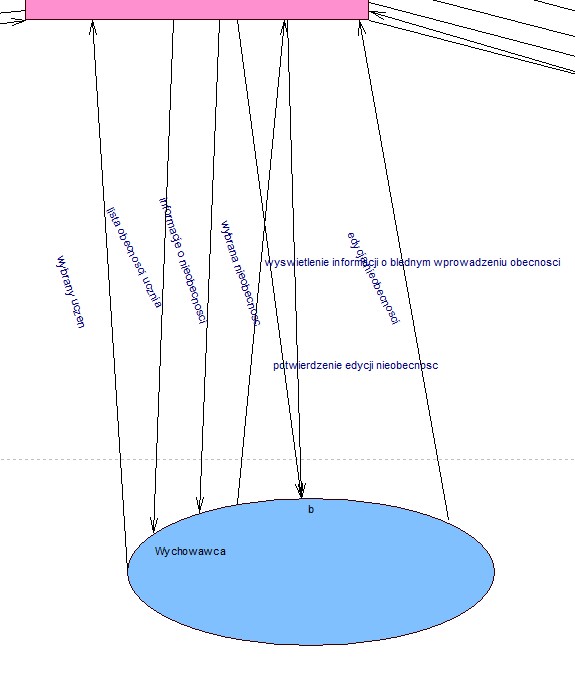 wybrany uczen
lista obecnosci ucznia
informacje o nieobecnosci
wybrana nieobecnosc
wyswietlenie informacji o blednym wprowadzeniu obecnosci
edycja nieobecnosci
potwierdzenie edycji nieobecnosc
b
Wychowawca